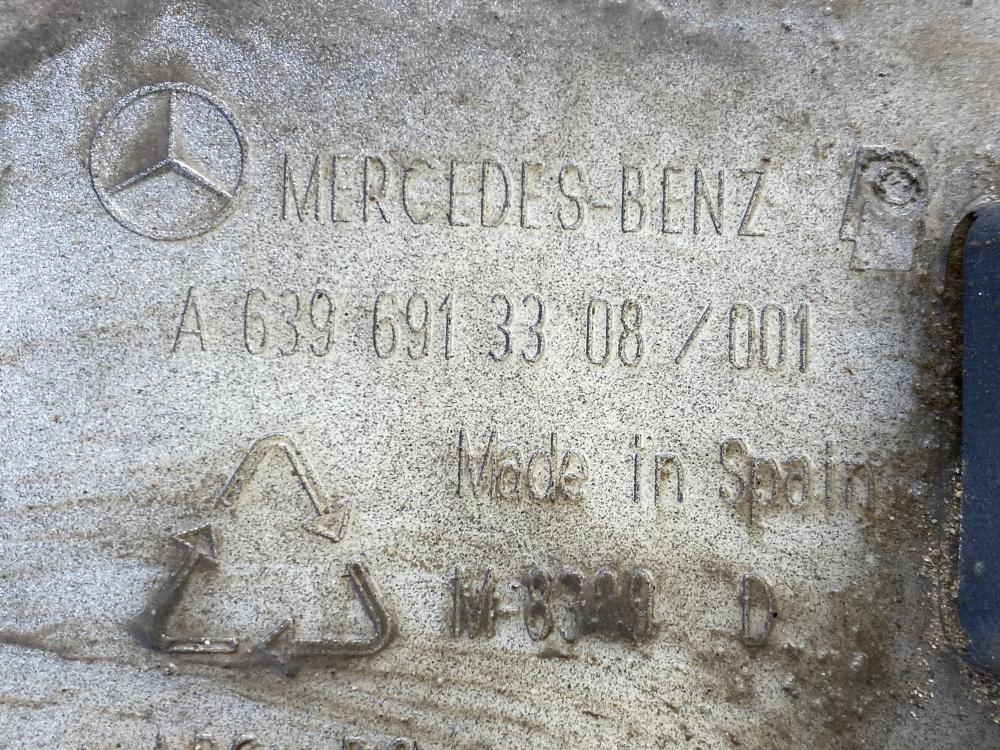 MERCEDES-BENZ
A 639 691 33 08 / 001
Made in Spain
D